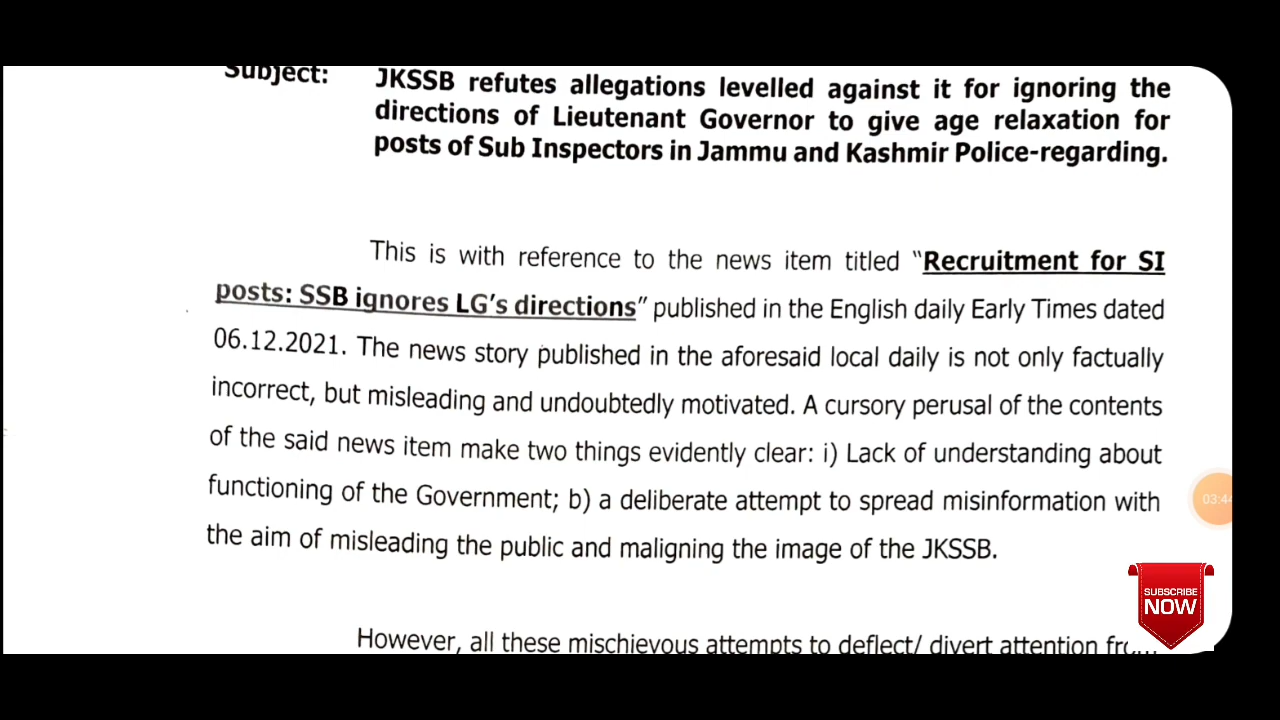 Subject: JKSSB refutes allegations levelled against it for ignoring the
directions of Lieutenant Governor to give age relaxation for
posts of Sub Inspectors in Jammu and Kashmir Police-regarding.
This is with reference to the news item titled “Recruitment for SI
posts: SSB ignores LG’s directions” published in the English daily Early Times dated
06.12.2021. The news story published in the aforesaid local daily is not only factually
incorrect, but misleading and undoubtedly motivated. A cursory perusal of the contents
of the said news item make two things evidently clear: i) Lack of understanding about
functioning of the Government; b) a deliberate attempt to spread misinformation with
the aim of misleading the public and maligning the image of the JKSSB.
However, all these mischievous attempts to deflect/ divert attention from
03:44
SUBSCRIBE
NOW